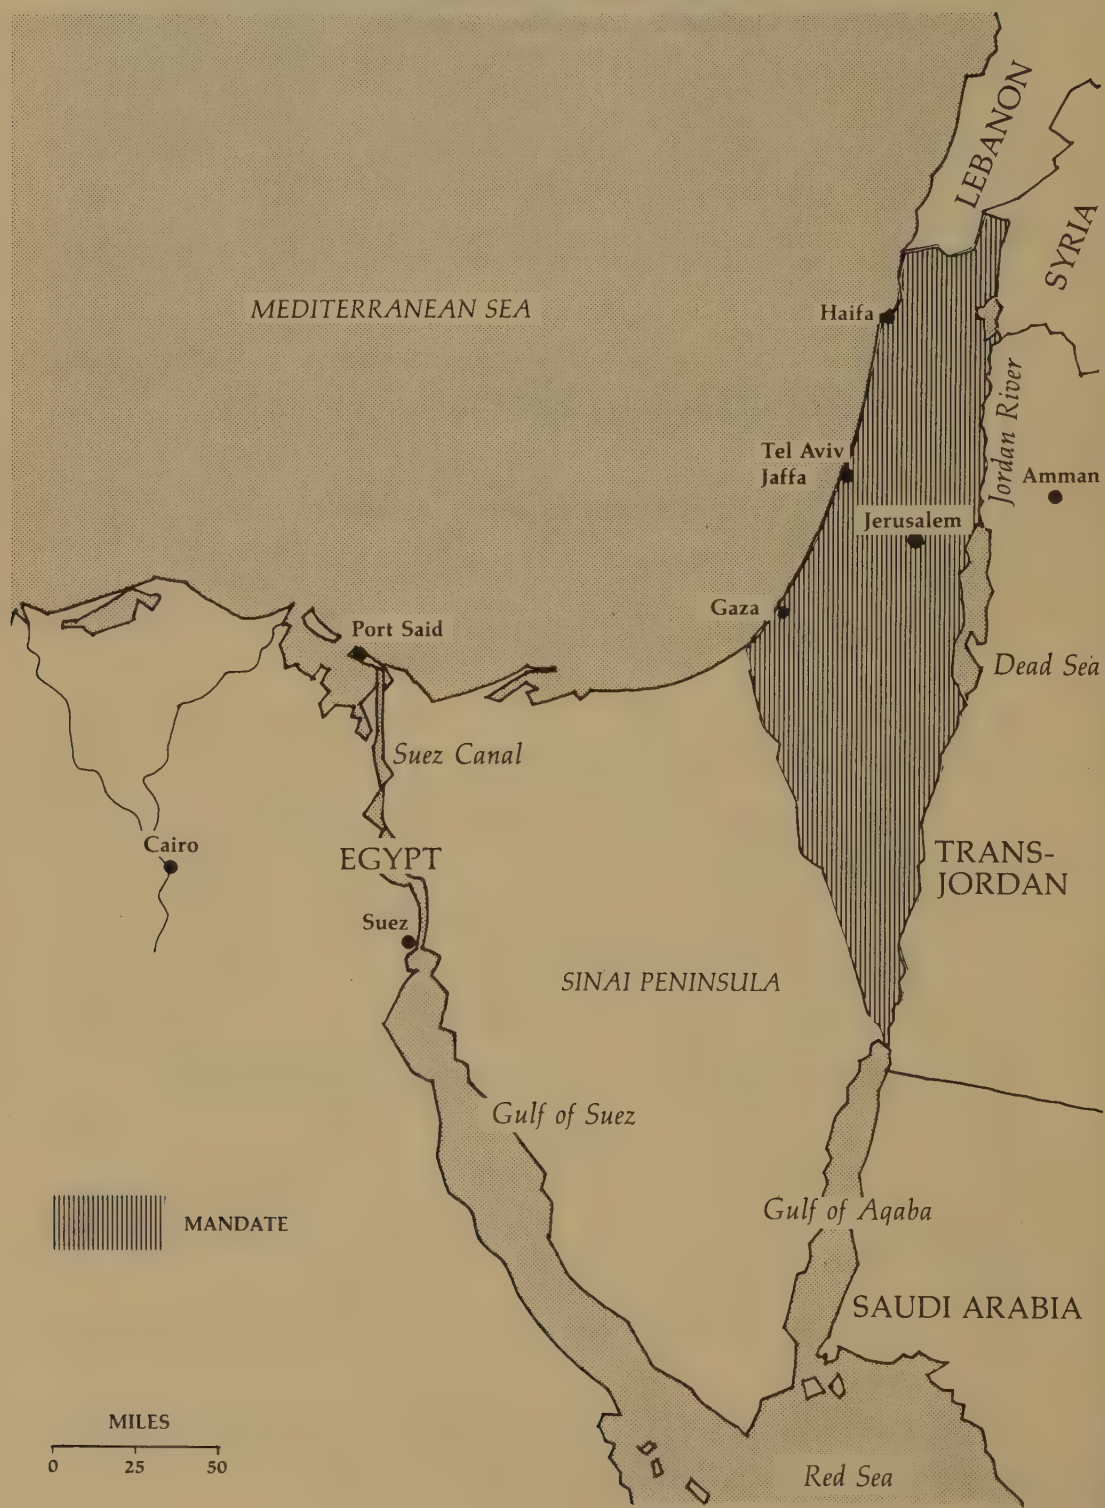 LEBANON
SYRIA
MEDITERRANEAN SEA
Haifa
Jordan River
Tel Aviv
Jaffa
Amman
Jerusalem
Gaza
Port Said
Dead Sea
Suez Canal
Cairo
EGYPT
TRANS-
JORDAN
Suez
SINAI PENINSULA
Gulf of Suez
MANDATE
Gulf of Aqaba
SAUDI ARABIA
MILES
0 25 50
Red Sea